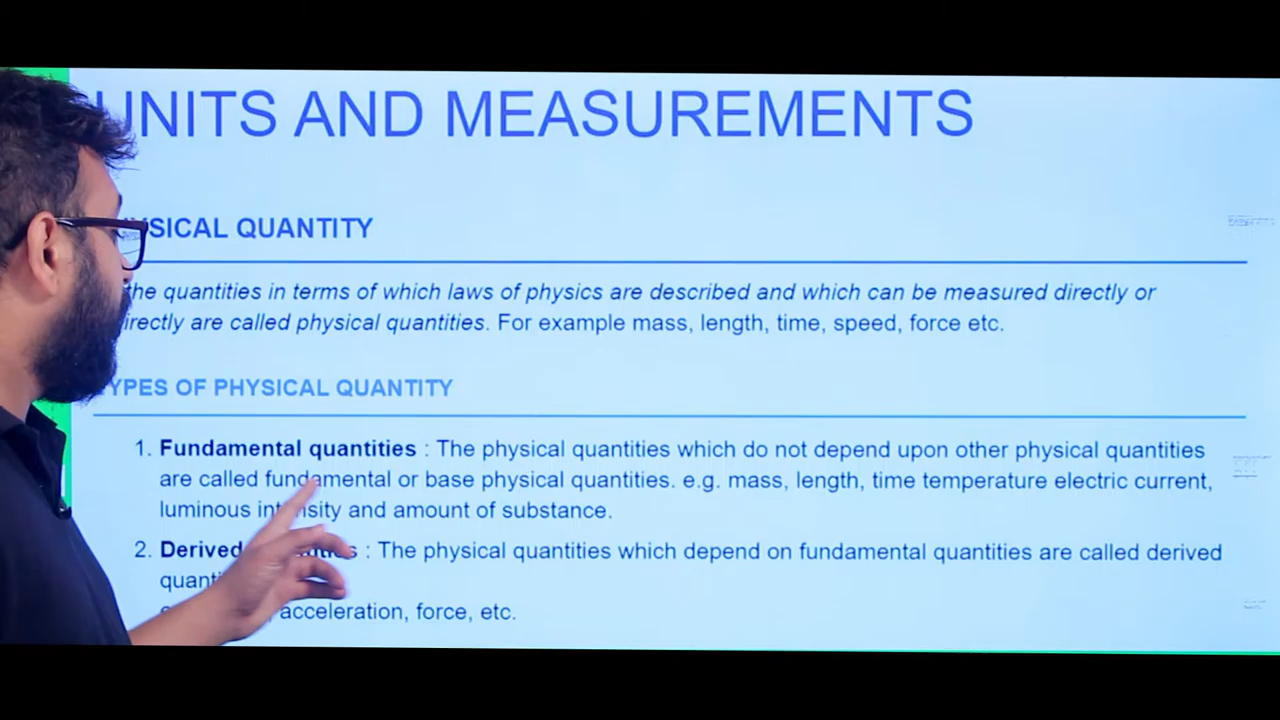 UNITS AND MEASUREMENTS
PHYSICAL QUANTITY
the quantities in terms of which laws of physics are described and which can be measured directly or
directly are called physical quantities. For example mass, length, time, speed, force etc.
TYPES OF PHYSICAL QUANTITY
1. Fundamental quantities : The physical quantities which do not depend upon other physical quantities
are called fundamental or base physical quantities. e.g. mass, length, time temperature electric current,
luminous intensity and amount of substance.
2. Derived quantities : The physical quantities which depend on fundamental quantities are called derived
acceleration, force, etc.